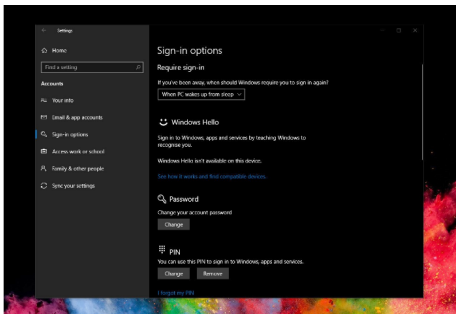 Settings
Home
Find a setting
Accounts
Your info
Email & app accounts
Sign-in options
Access work or school
Family & other people
Sync your settings
Sign-in options
Require sign-in
If you've been away, when should Windows require you to sign in again?
When PC wakes up from sleep
Windows Hello
Sign in to Windows, apps and services by teaching Windows to
recognise you.
Windows Hello isn't available on this device.
See how it works and find compatible devices.
Password
Change your account password
Change
PIN
You can use this PIN to sign in to Windows, apps and services.
Change Remove
I forgot my PIN